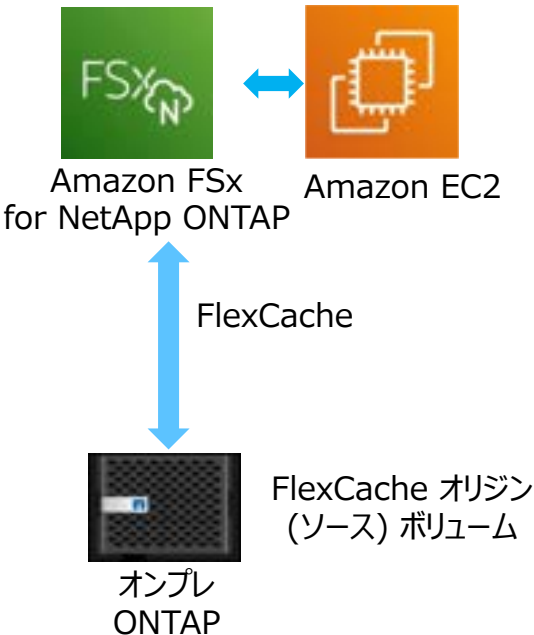 FSx
N
Amazon FSx
for NetApp ONTAP
Amazon EC2
FlexCache
FlexCache オリジン
(ソース) ボリューム
オンプレ
ONTAP